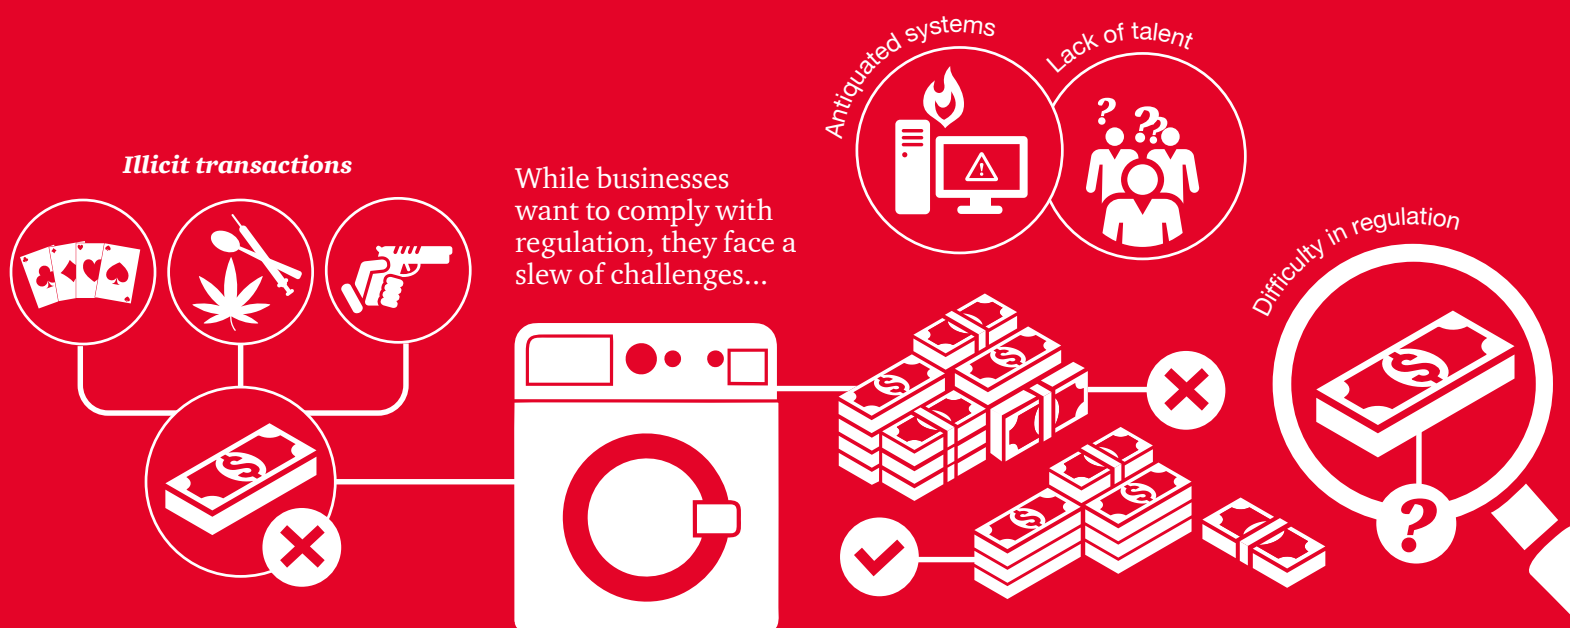 Illicit transactions
While businesses
want to comply with
regulation, they face a
slew of challenges...
Antiquated systems
Lack of talent
? ??
Difficulty in regulation
$
$
$
$
$
$
!
?